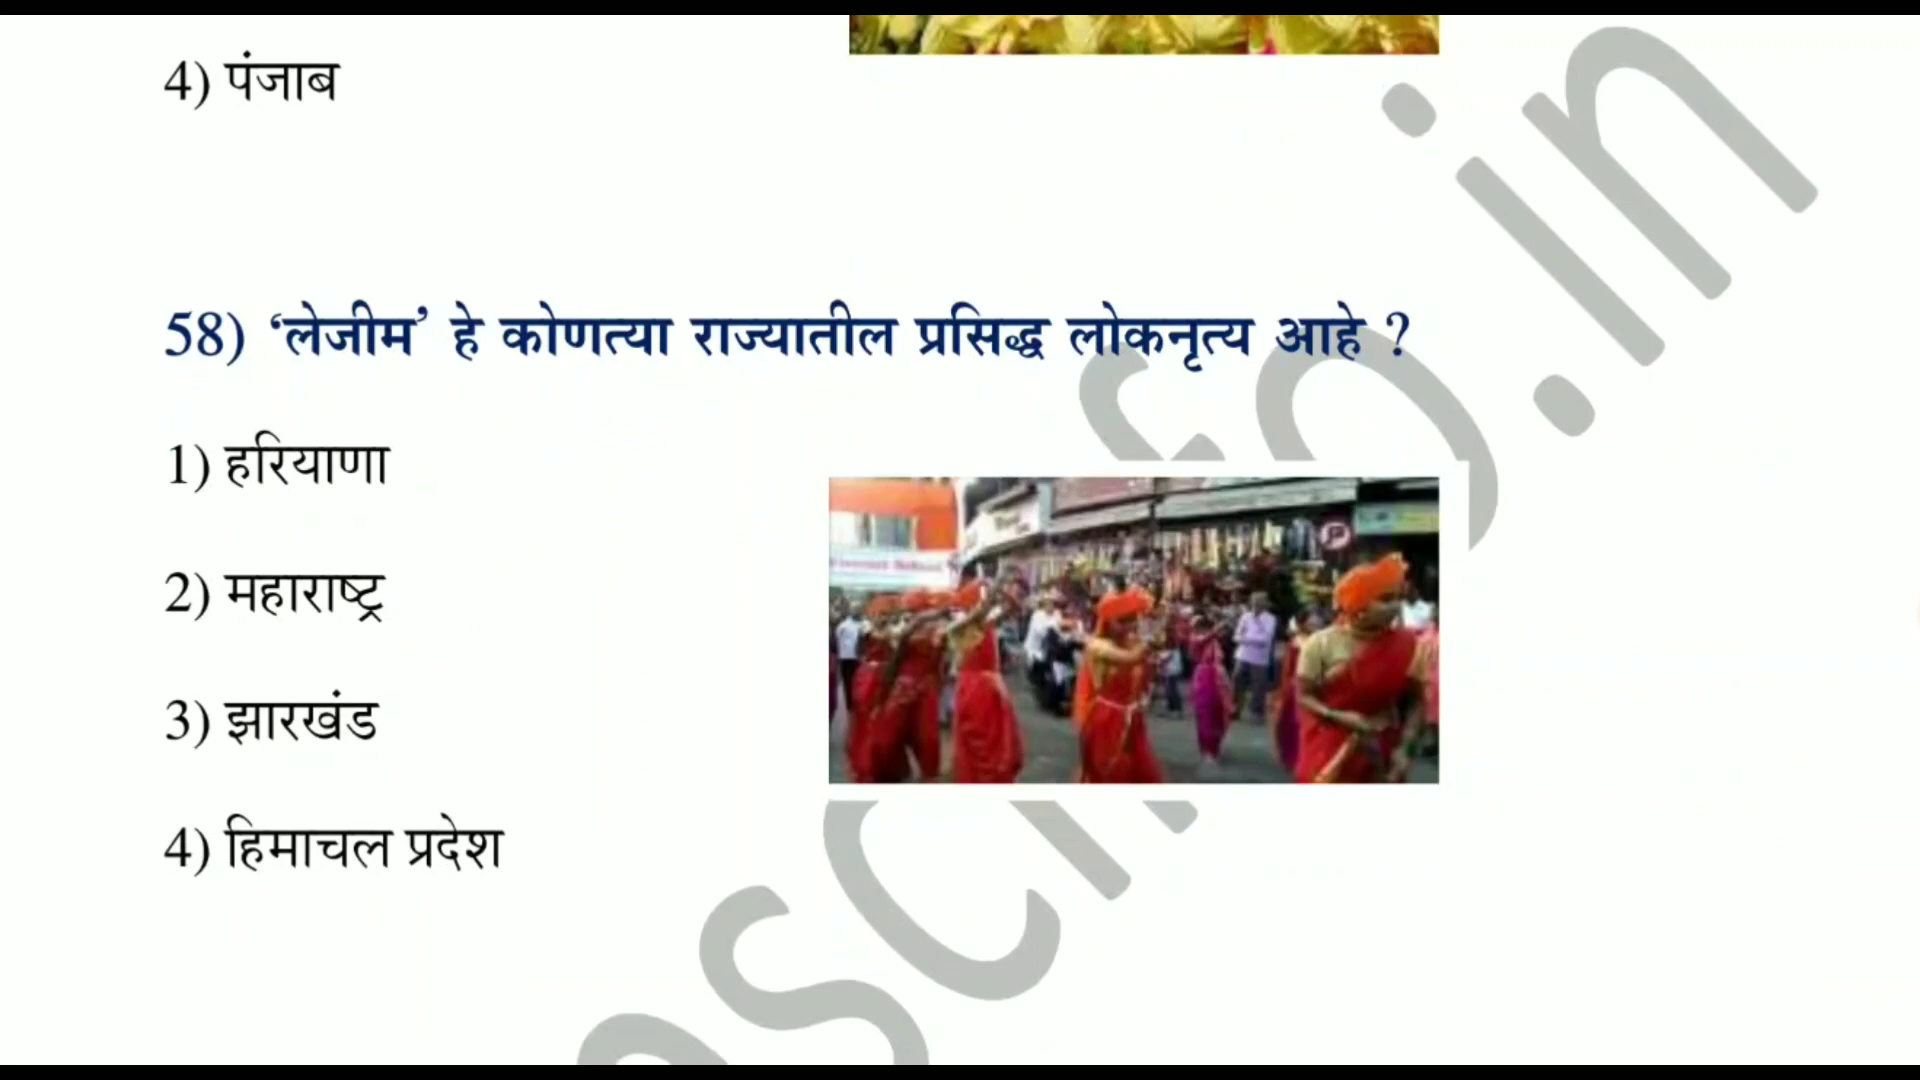 4) पंजाब
58) ‘लेजीम’ हे कोणत्या राज्यातील प्रसिद्ध लोकनृत्य आहे ?
1) हरियाणा
2) महाराष्ट्र
3) झारखंड
4) हिमाचल प्रदेश